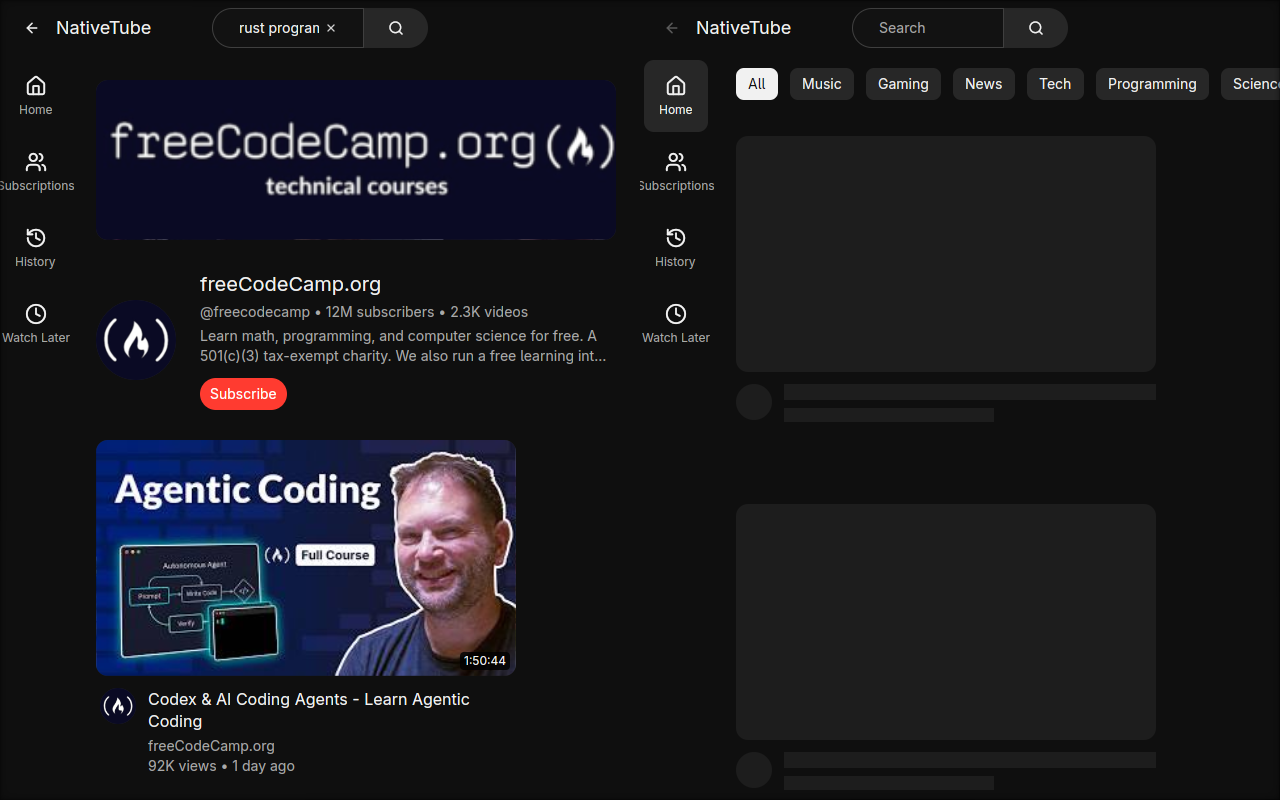 NativeTube
rust progran
Home
Subscriptions
History
Watch Later
freeCodeCamp.org
technical courses
freeCodeCamp.org
@freecodecamp • 12M subscribers • 2.3K videos
Learn math, programming, and computer science for free. A
501(c)(3) tax-exempt charity. We also run a free learning int...
Subscribe
Agentic Coding
Full Course
Autonomous Agent
Prompt
Write Code
</>
Verify
1:50:44
Codex & AI Coding Agents - Learn Agentic
Coding
freeCodeCamp.org
92K views • 1 day ago
NativeTube
Search
Home
Subscriptions
History
Watch Later
All
Music
Gaming
News
Tech
Programming
Science